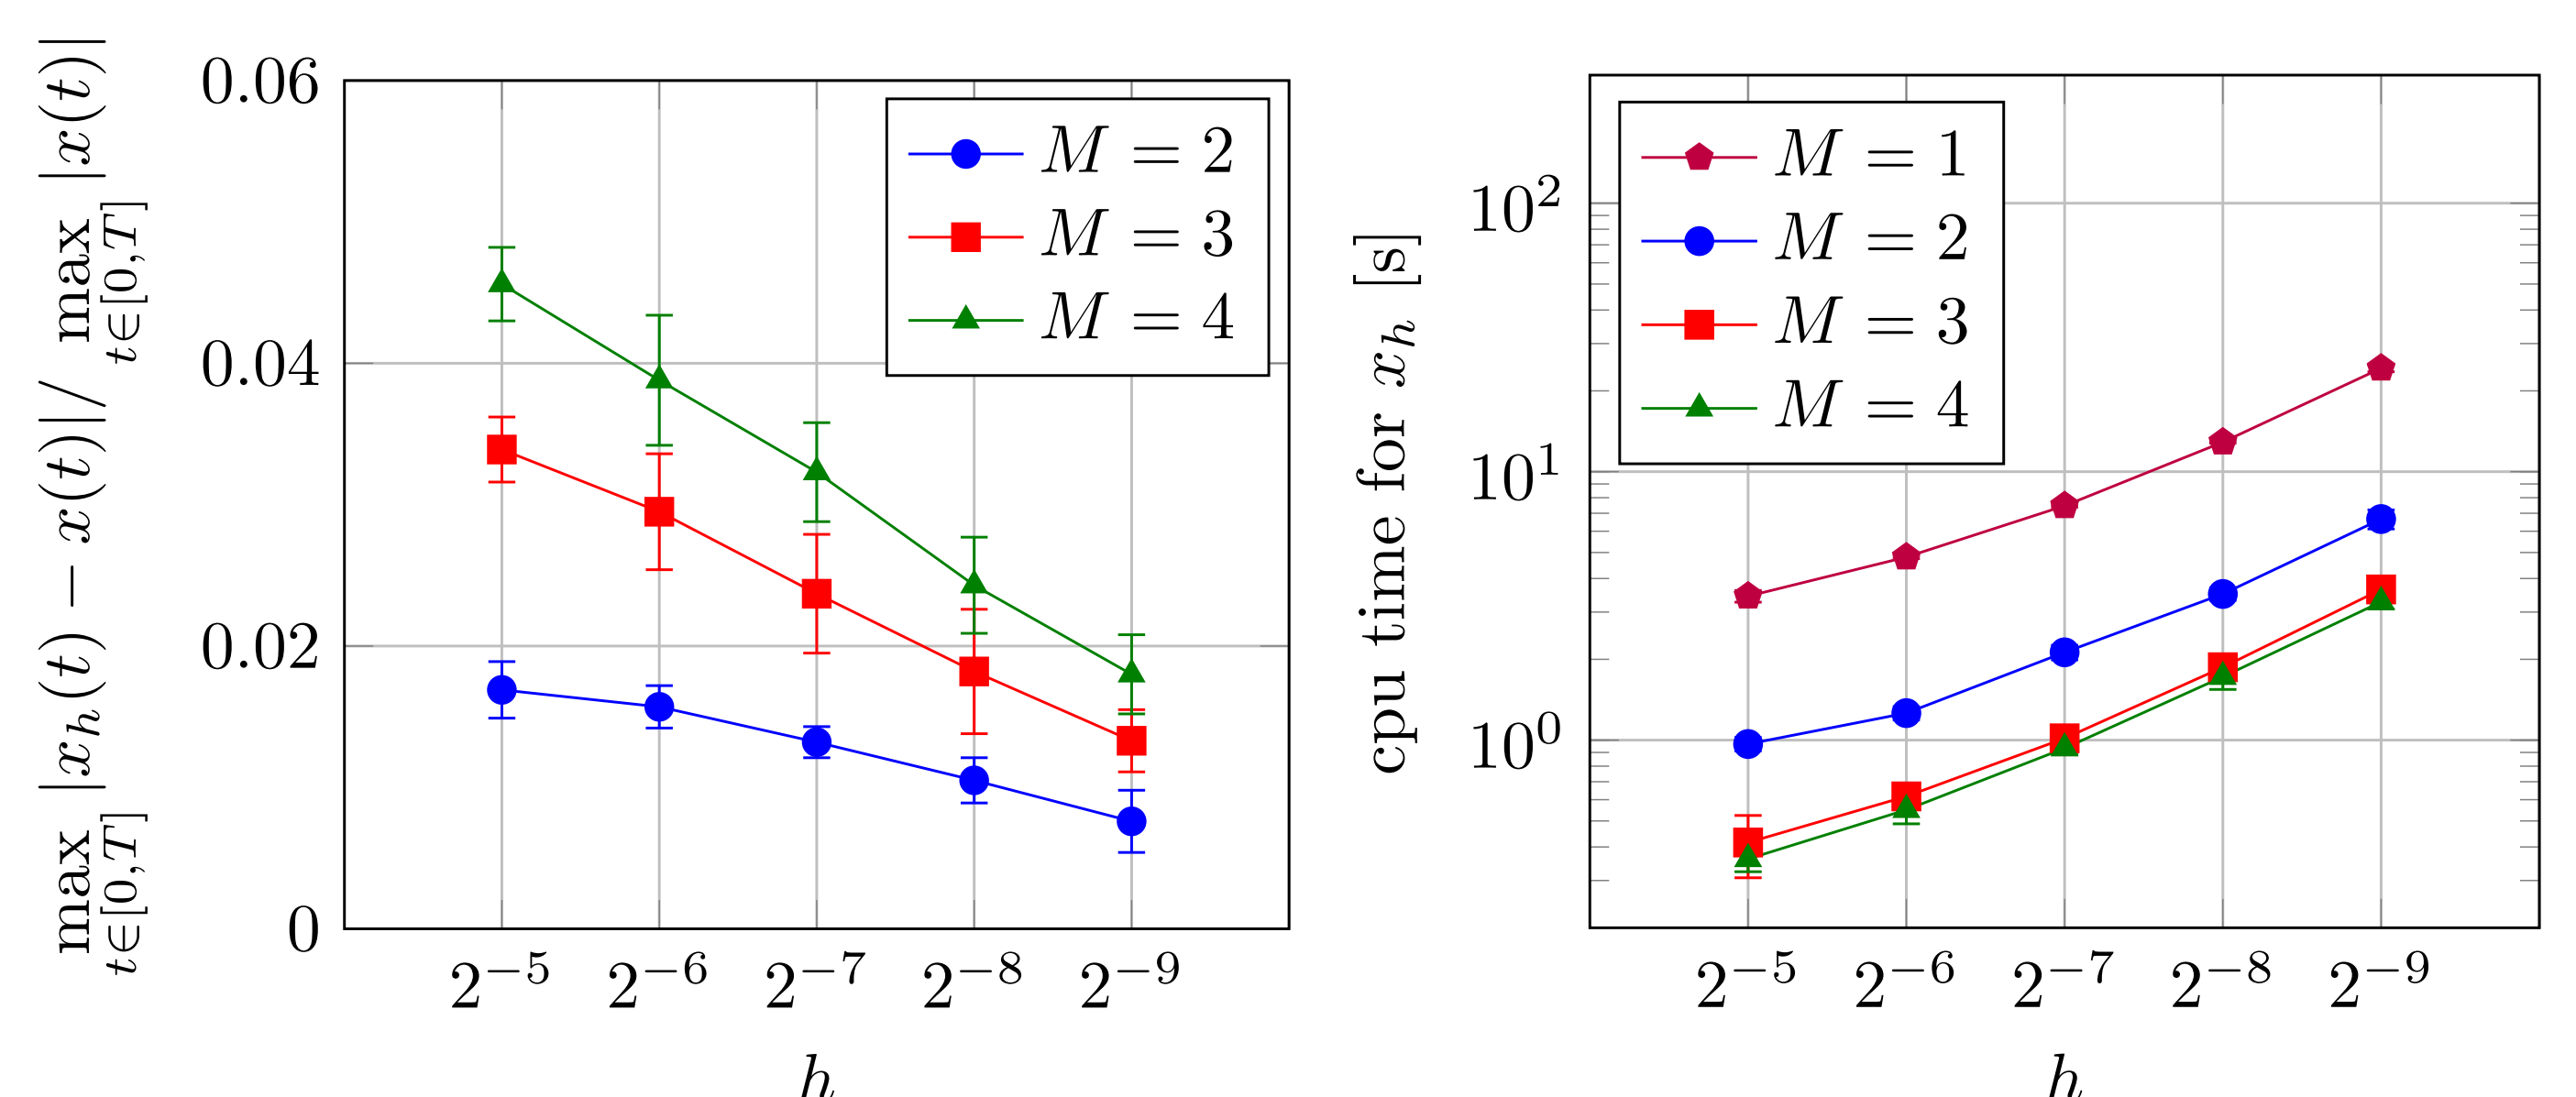 max_{t∈[0,T]} |x_h(t) − x(t)|/ max_{t∈[0,T]} |x(t)|
0.06
0.04
0.02
0
M = 2
M = 3
M = 4
2^{−5} 2^{−6} 2^{−7} 2^{−8} 2^{−9}
h
cpu time for x_h [s]
10^2
10^1
10^0
M = 1
M = 2
M = 3
M = 4
2^{−5} 2^{−6} 2^{−7} 2^{−8} 2^{−9}
h